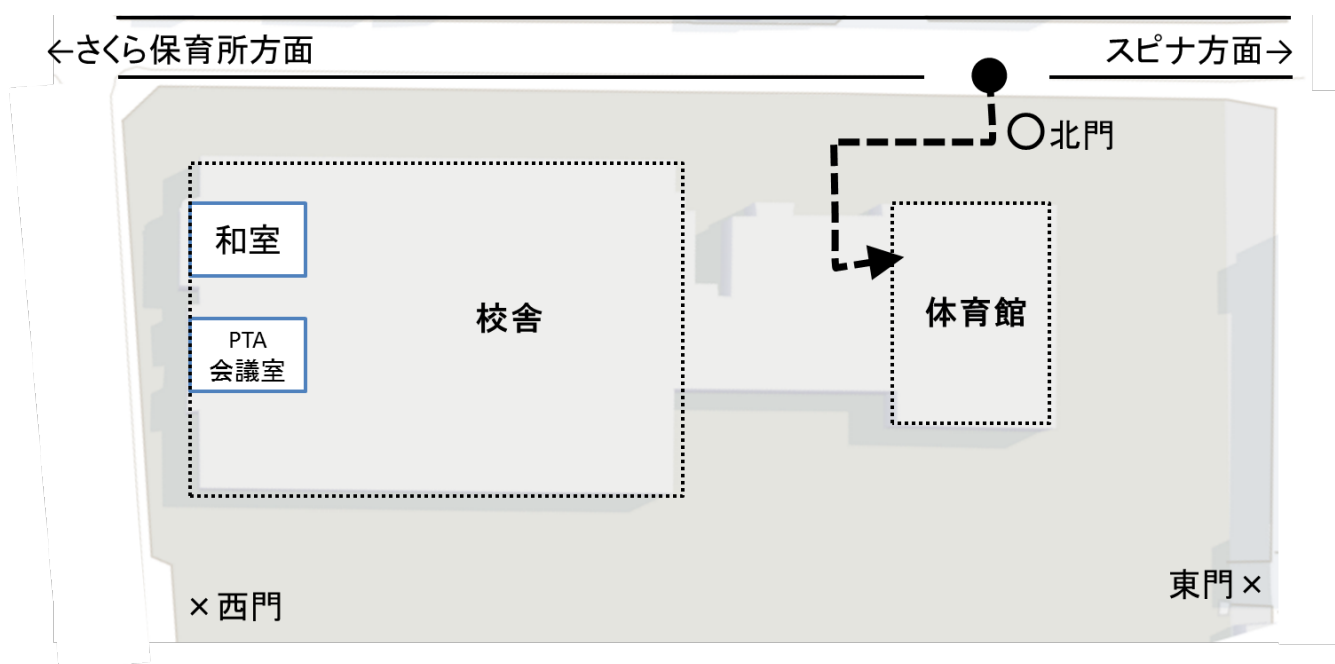 ←さくら保育所方面
スピナ方面→
○北門
和室
校舎
体育館
PTA
会議室
東門×
×西門